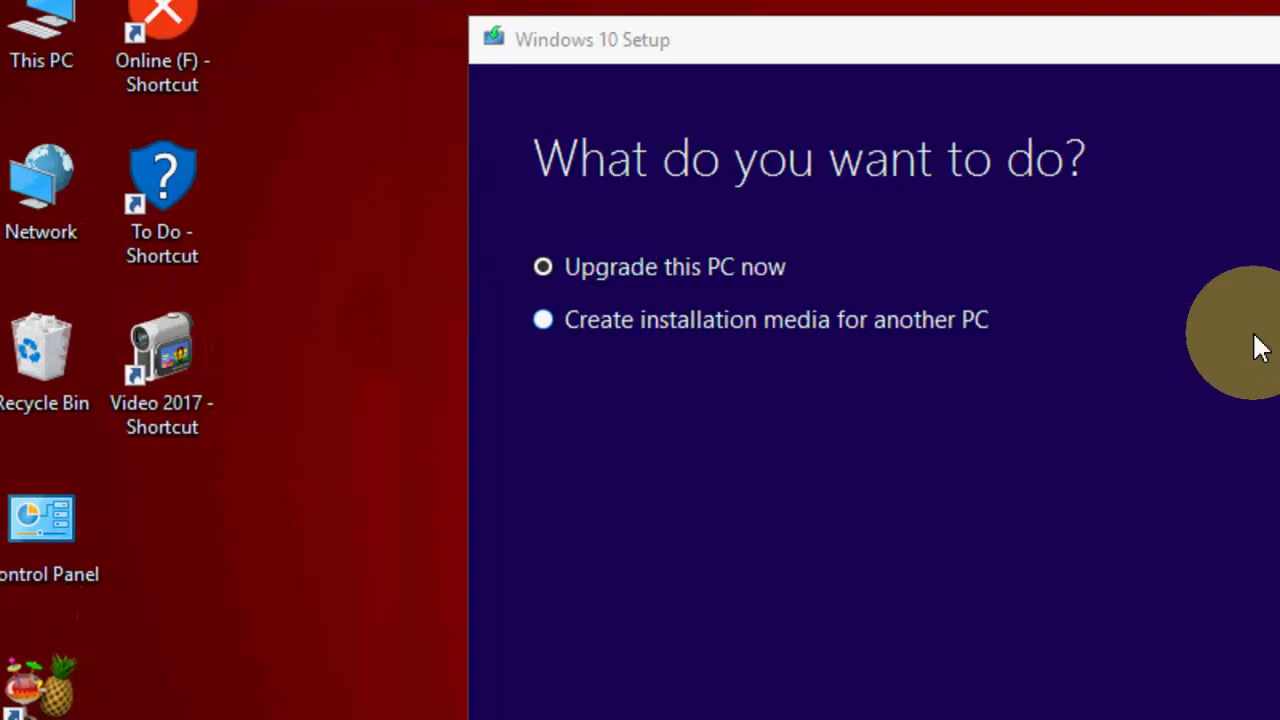 This PC
Online (F) -
Shortcut
Network
To Do -
Shortcut
Recycle Bin
Video 2017 -
Shortcut
ontrol Panel
Windows 10 Setup
What do you want to do?
Upgrade this PC now
Create installation media for another PC